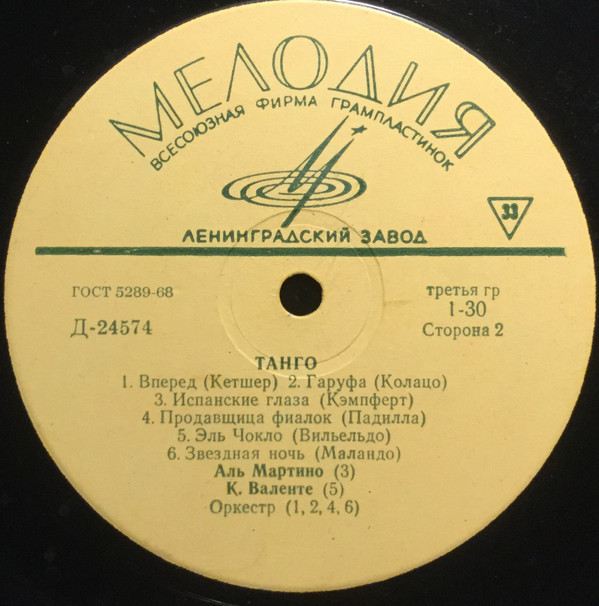 МЕЛОДИЯ
ВСЕСОЮЗНАЯ ФИРМА ГРАМПЛАСТИНОК
33
ЛЕНИНГРАДСКИЙ ЗАВОД
ГОСТ 5289-68
третья гр
Д-24574
1-30
Сторона 2
ТАНГО
1. Вперед (Кетшер) 2. Гаруфа (Колацо)
3. Испанские глаза (Кэмпферт)
4. Продавщица фиалок (Падилла)
5. Эль Чокло (Вильельдо)
6. Звездная ночь (Маландо)
Аль Мартино (3)
К. Валенте (5)
Оркестр (1, 2, 4, 6)